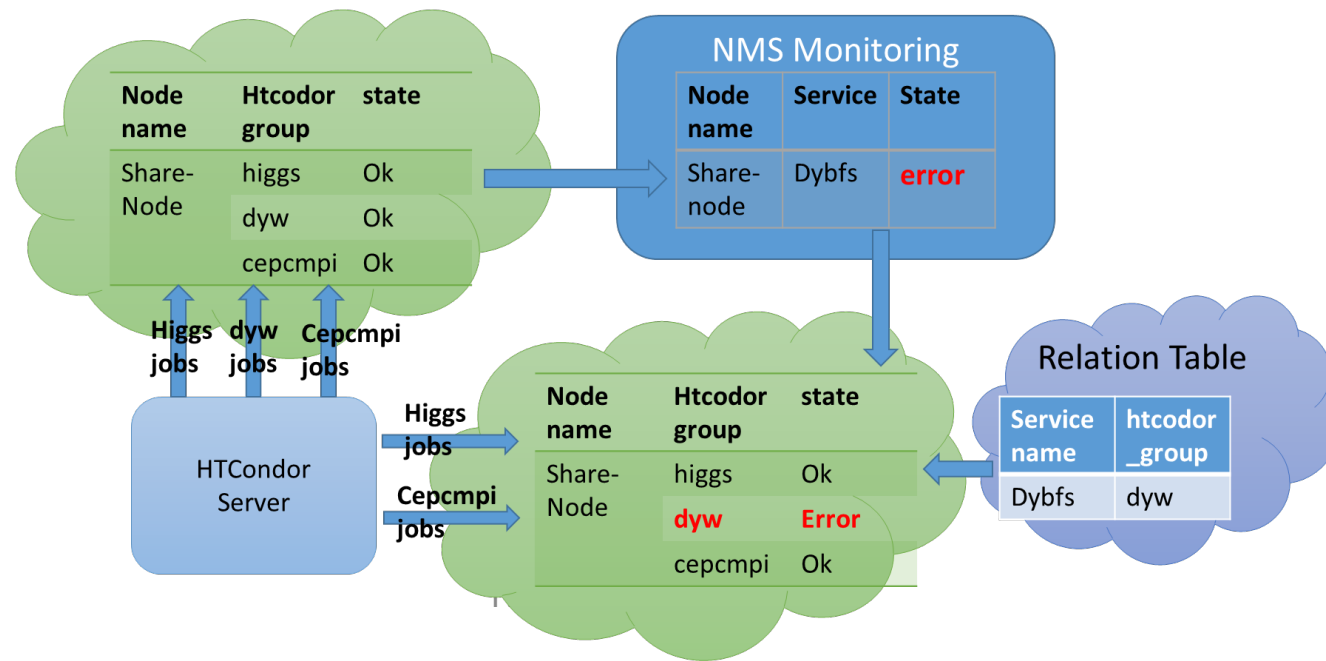 NMS Monitoring
Node name Htcodor group state
Share-Node higgs Ok
dyw Ok
cepcmpi Ok
Node name Service State
Share-node Dybfs error
Higgs jobs
dyw jobs
Cepcmpi jobs
HTCondor
Server
Higgs
jobs
Cepcmpi
jobs
Node name Htcodor group state
Share-Node higgs Ok
dyw Error
cepcmpi Ok
Relation Table
Service name htcodor_group
Dybfs dyw